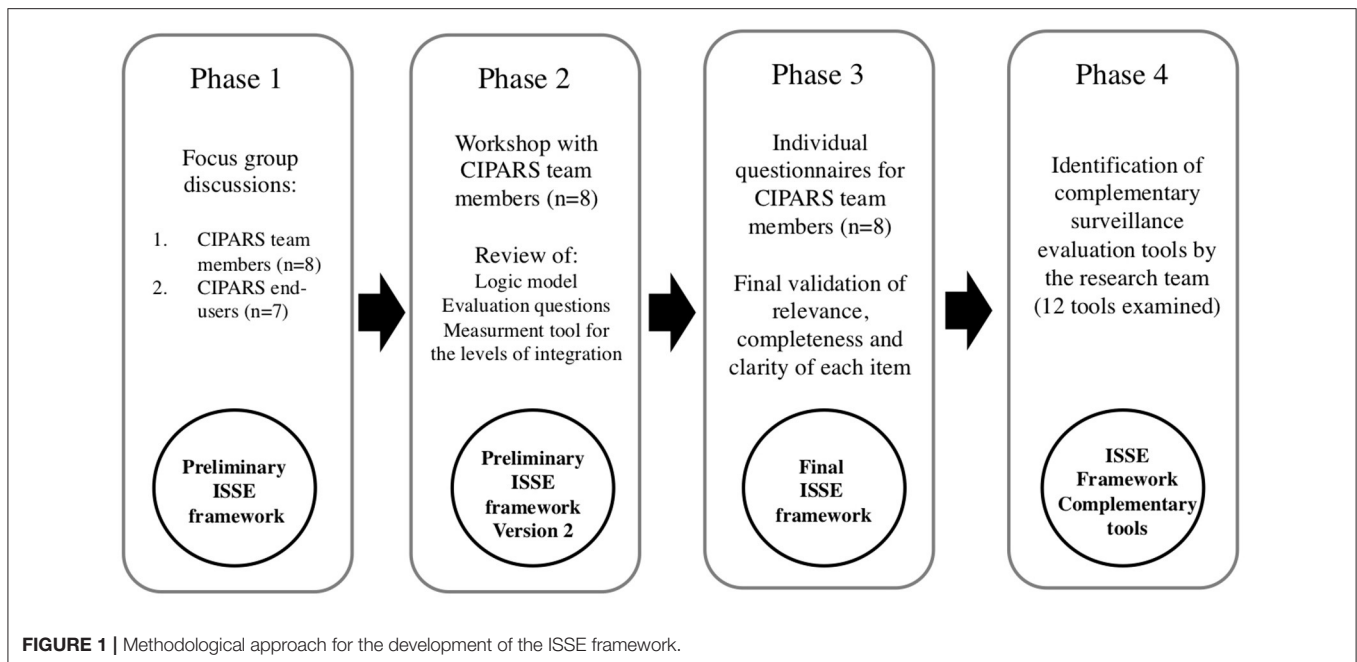 Phase 1
Focus group
discussions:
1. CIPARS team
members (n=8)
2. CIPARS end-
users (n=7)
Preliminary
ISSE
framework
Phase 2
Workshop with
CIPARS team
members (n=8)
Review of:
Logic model
Evaluation questions
Measurment tool for
the levels of integration
Preliminary
ISSE
framework
Version 2
Phase 3
Individual
questionnaires for
CIPARS team
members (n=8)
Final validation of
relevance,
completeness and
clarity of each item
Final
ISSE
framework
Phase 4
Identification of
complementary
surveillance
evaluation tools by
the research team
(12 tools examined)
ISSE
Framework
Complementary
tools
FIGURE 1 | Methodological approach for the development of the ISSE framework.